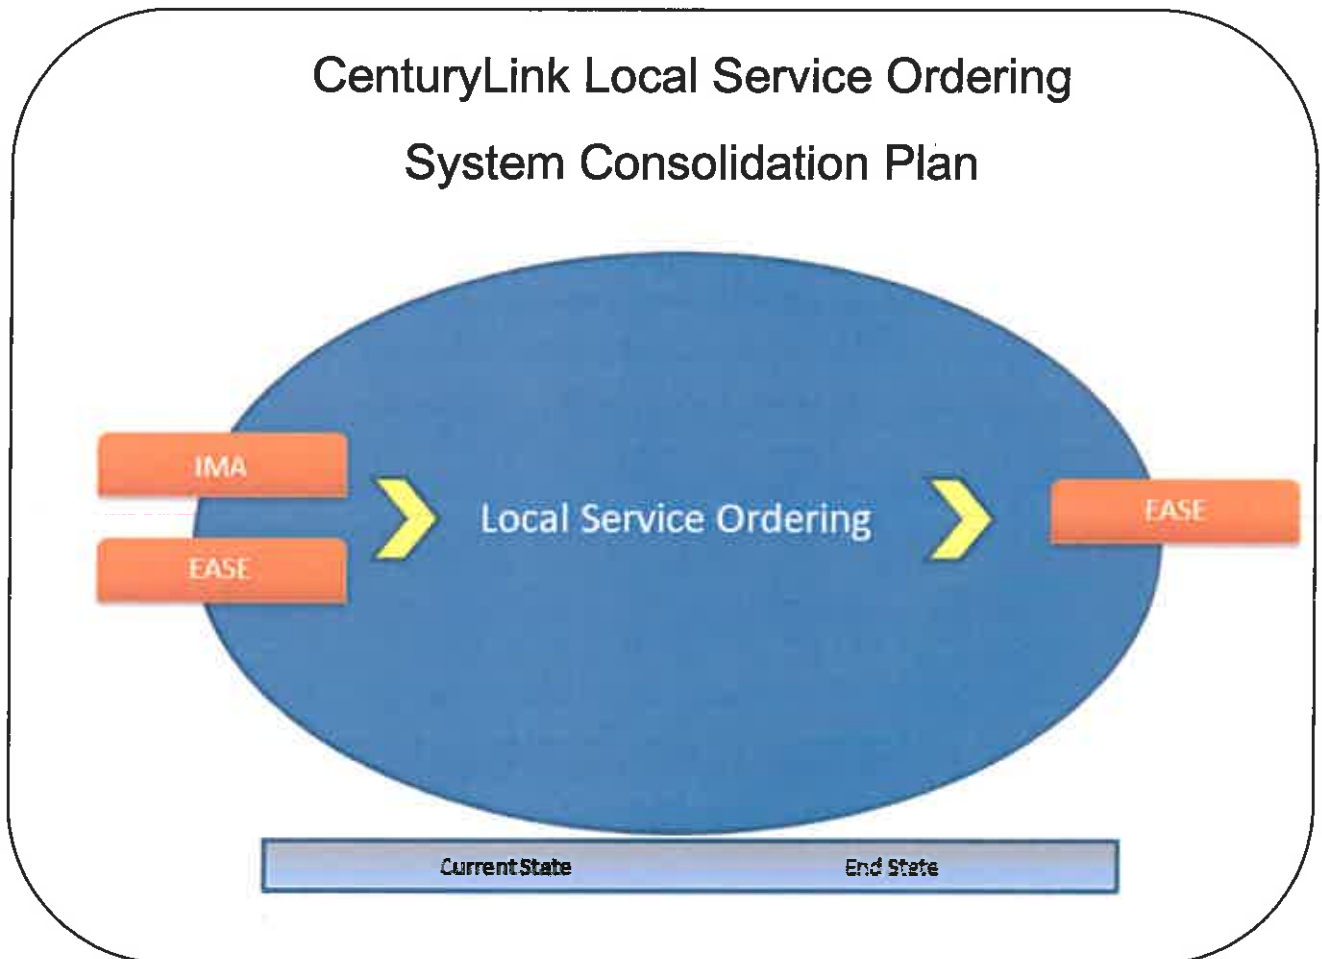 CenturyLink Local Service Ordering
System Consolidation Plan
IMA
EASE
Local Service Ordering
EASE
Current State
End State